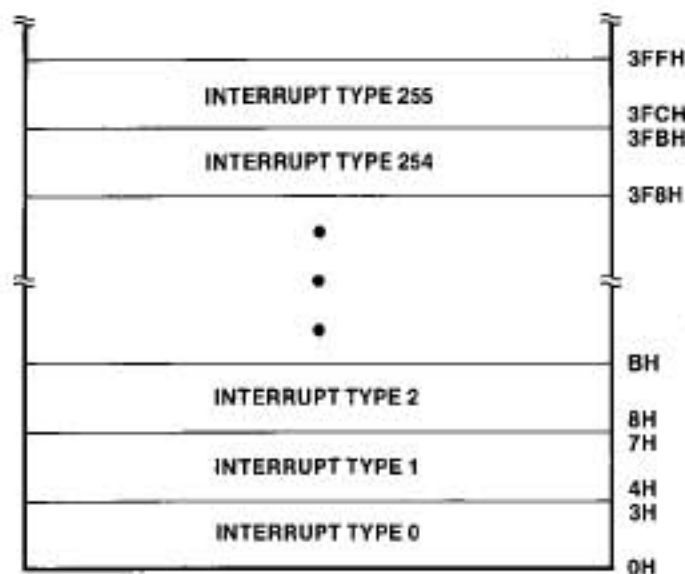 3FFH
INTERRUPT TYPE 255
3FCH
3FBH
INTERRUPT TYPE 254
3F8H
BH
INTERRUPT TYPE 2
8H
7H
INTERRUPT TYPE 1
4H
3H
INTERRUPT TYPE 0
0H